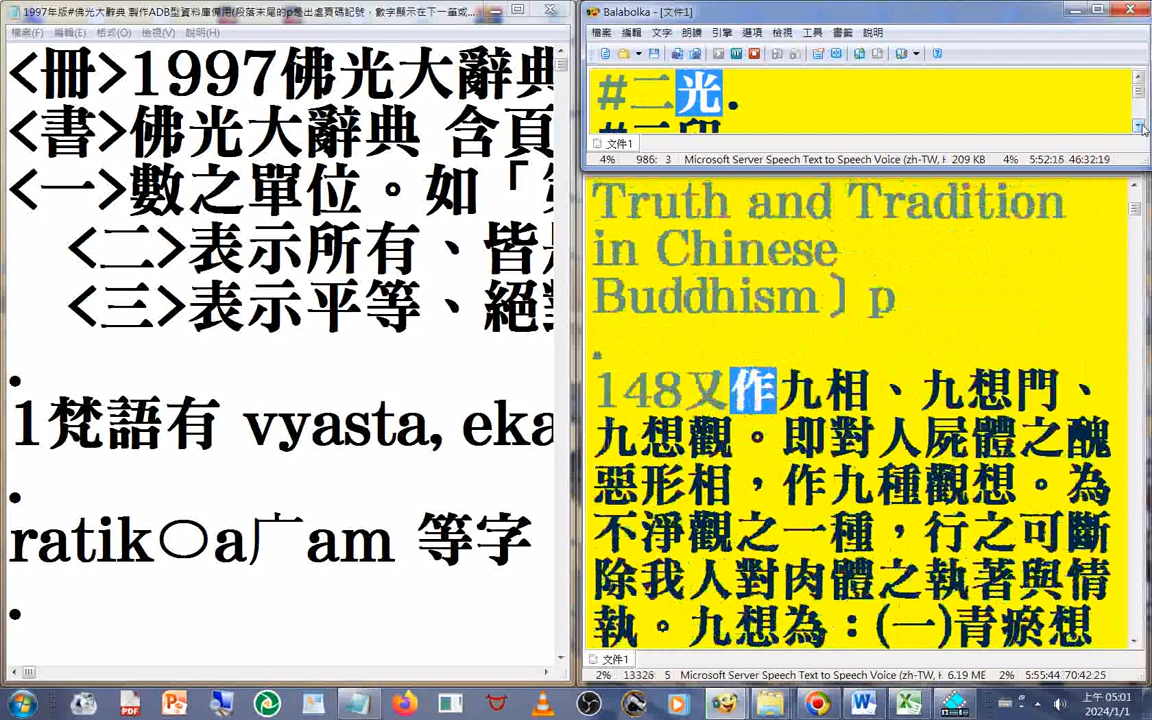 1997年版#佛光大辭典 製作ADB型資料庫備用(段落末尾的p是出處頁碼記號，數字顯示在下一筆或...
檔案(F) 編輯(E) 格式(O) 檢視(V) 說明(H)
<冊>1997佛光大辭典
<書>佛光大辭典 含頁
<一>數之單位。如「
<二>表示所有、皆
<三>表示平等、絕
.
1梵語有 vyasta, eka
.
ratik○a广am 等字
.
Balabolka - [文件1]
檔案 編輯 文字 朗讀 引擎 選項 檢視 工具 書籤 說明
#二光.
文件1
4% 986: 3 Microsoft Server Speech Text to Speech Voice (zh-TW, H 209 KB 4% 5:52:16 46:32:19
Truth and Tradition
in Chinese
Buddhism〕p
.
148又作九相、九想門、
九想觀。即對人屍體之醜
惡形相，作九種觀想。為
不淨觀之一種，行之可斷
除我人對肉體之執著與情
執。九想為：(一)青瘀想
文件1
2% 13326: 5 Microsoft Server Speech Text to Speech Voice (zh-TW, H 6.19 MB 2% 5:55:44 70:42:25
上午 05:01
2024/1/1